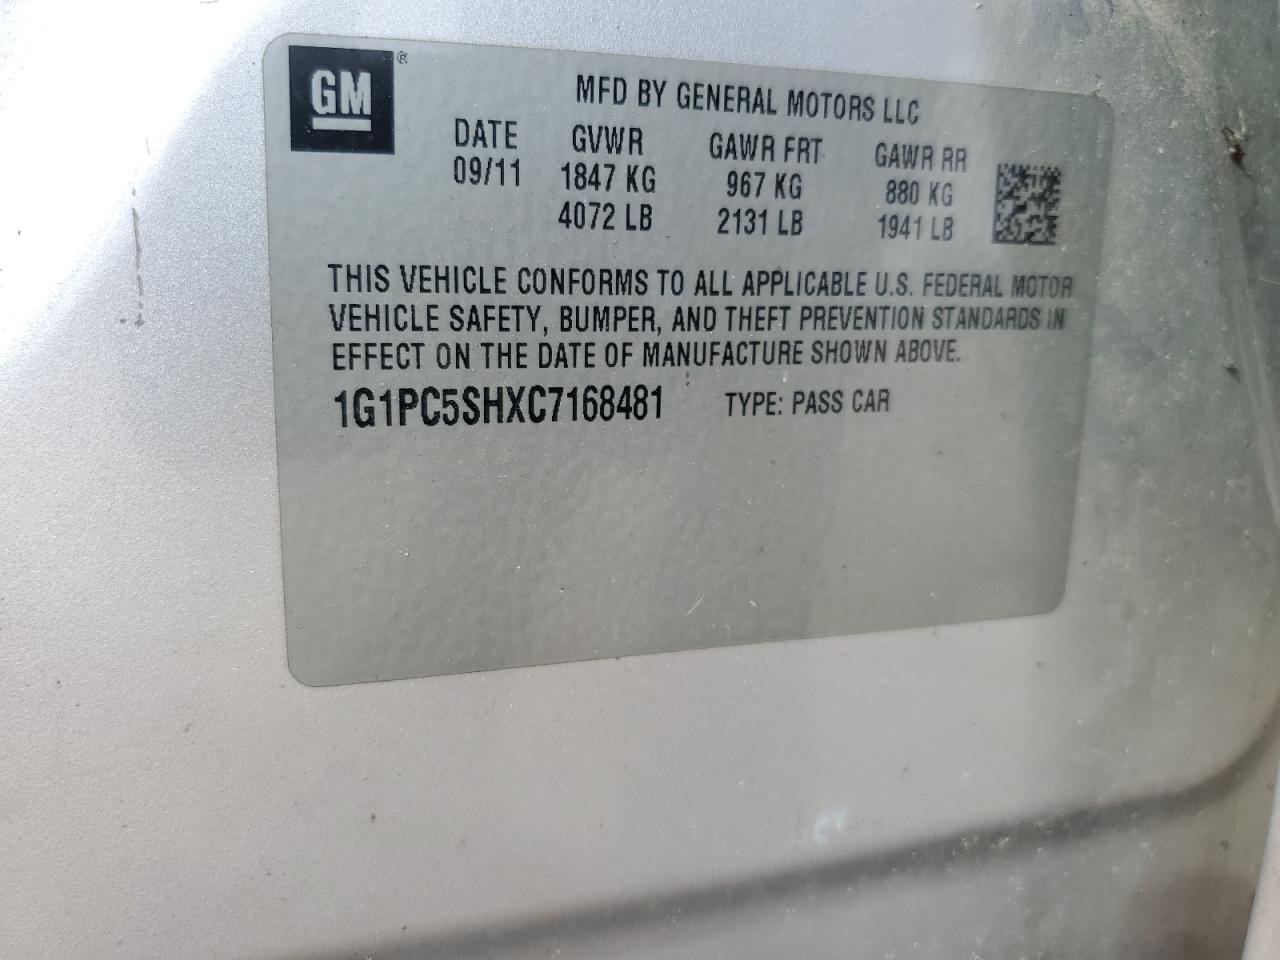 GM ®
MFD BY GENERAL MOTORS LLC
DATE GVWR GAWR FRT GAWR RR
09/11 1847 KG 967 KG 880 KG
4072 LB 2131 LB 1941 LB
THIS VEHICLE CONFORMS TO ALL APPLICABLE U.S. FEDERAL MOTOR
VEHICLE SAFETY, BUMPER, AND THEFT PREVENTION STANDARDS IN
EFFECT ON THE DATE OF MANUFACTURE SHOWN ABOVE.
1G1PC5SHXC7168481 TYPE: PASS CAR